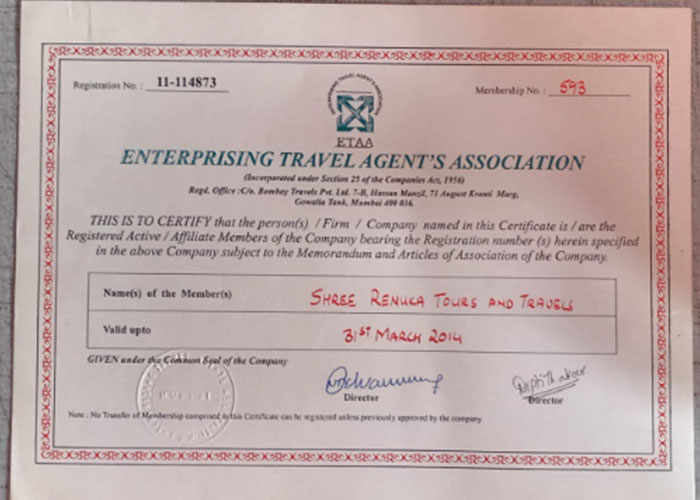 Registration No. : 11-114873
Membership No. : 593
ENTERPRISING TRAVEL AGENT'S ASSOCIATION
ETAA
ENTERPRISING TRAVEL AGENT'S ASSOCIATION
(Incorporated under Section 25 of the Companies Act, 1956)
Regd. Office :C/o. Bombay Travels Pvt. Ltd. 7-B, Hassan Manzil, 71 August Kranti Marg,
Gowalia Tank, Mumbai 400 036.
THIS IS TO CERTIFY that the person(s) / Firm / Company named in this Certificate is / are the
Registered Active / Affiliate Members of the Company bearing the Registration number (s) herein specified
in the above Company subject to the Memorandum and Articles of Association of the Company.
Name(s) of the Member(s) SHREE RENUKA TOURS AND TRAVELS
Valid upto 31ST MARCH 2014
GIVEN under the Common Seal of the Company
Director
Director
Note : No Transfer of Membership comprised in this Certificate can be registered unless previously approved by the company